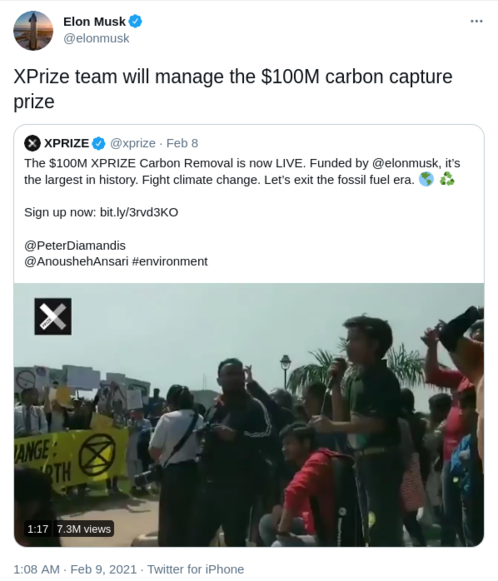 Elon Musk
@elonmusk
XPrize team will manage the $100M carbon capture
prize
XPRIZE @xprize · Feb 8
The $100M XPRIZE Carbon Removal is now LIVE. Funded by @elonmusk, it's
the largest in history. Fight climate change. Let's exit the fossil fuel era. 🌎 ♻️
Sign up now: bit.ly/3rvd3KO
@PeterDiamandis
@AnoushehAnsari #environment
ANGE :
RTH
1:17 7.3M views
1:08 AM · Feb 9, 2021 · Twitter for iPhone